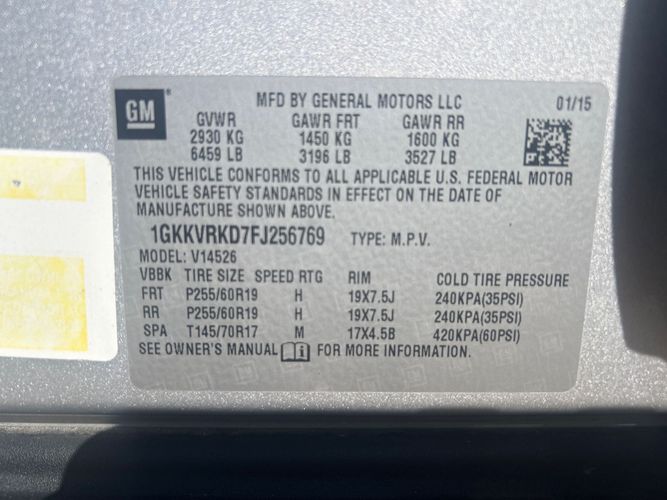 GM ® MFD BY GENERAL MOTORS LLC 01/15
GVWR GAWR FRT GAWR RR
2930 KG 1450 KG 1600 KG
6459 LB 3196 LB 3527 LB
THIS VEHICLE CONFORMS TO ALL APPLICABLE U.S. FEDERAL MOTOR
VEHICLE SAFETY STANDARDS IN EFFECT ON THE DATE OF
MANUFACTURE SHOWN ABOVE.
1GKKVRKD7FJ256769 TYPE: M.P.V.
MODEL: V14526
VBBK TIRE SIZE SPEED RTG RIM COLD TIRE PRESSURE
FRT P255/60R19 H 19X7.5J 240KPA(35PSI)
RR P255/60R19 H 19X7.5J 240KPA(35PSI)
SPA T145/70R17 M 17X4.5B 420KPA(60PSI)
SEE OWNER'S MANUAL FOR MORE INFORMATION.